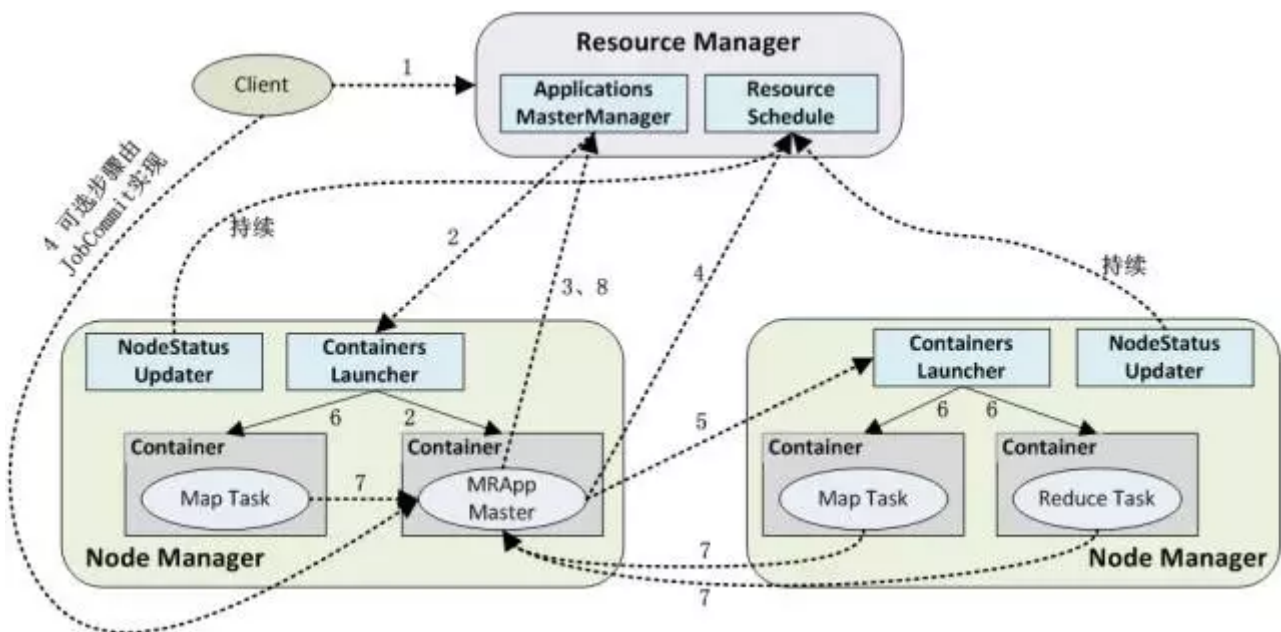 Resource Manager
Client
1
Applications
MasterManager
Resource
Schedule
4 可选步骤由
JobCommit实现
持续
2
3、8
4
持续
NodeStatus
Updater
Containers
Launcher
Containers
Launcher
NodeStatus
Updater
5
6
2
6
6
Container
Container
Container
Container
Map Task
7
MRApp
Master
Map Task
Reduce Task
Node Manager
7
Node Manager
7